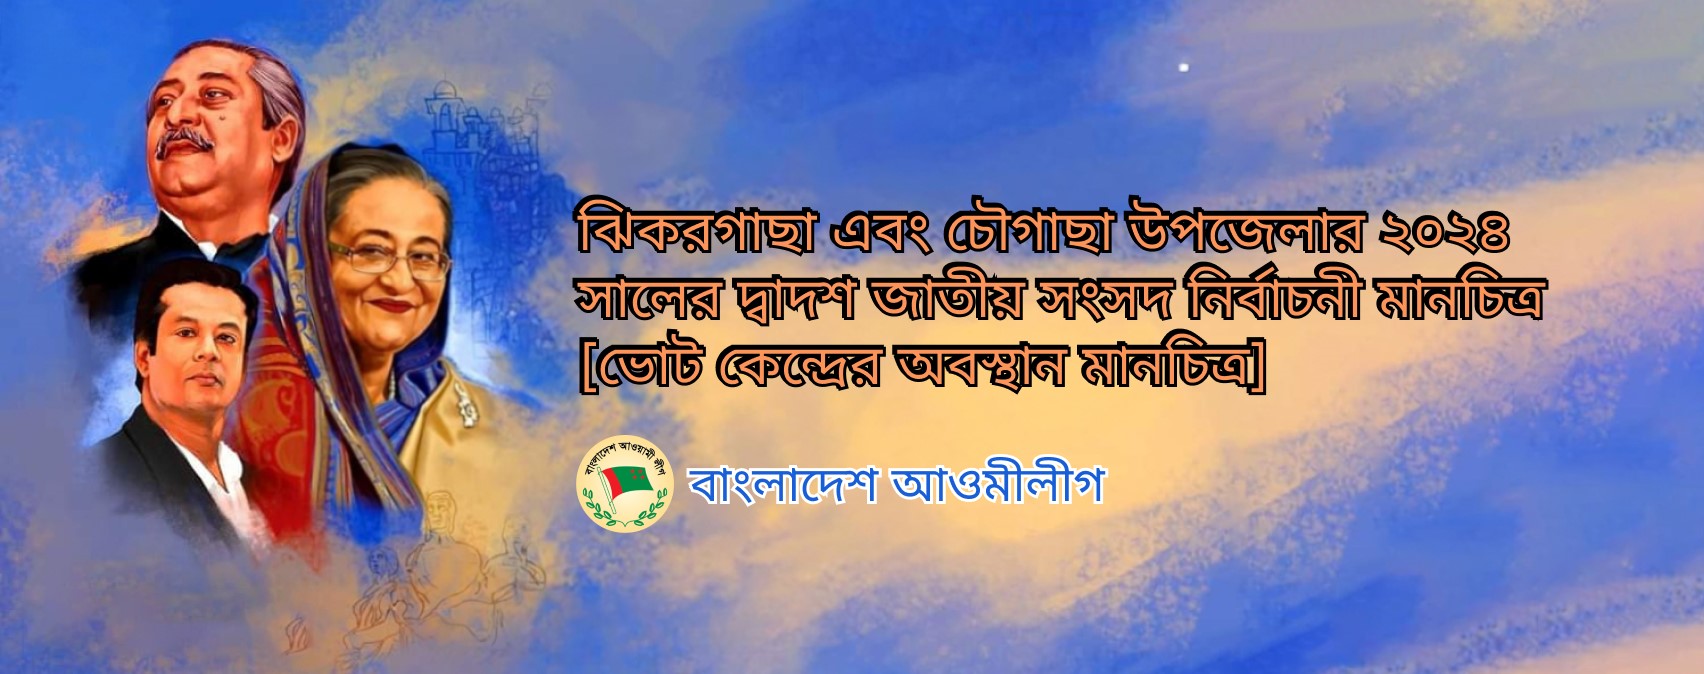 ঝিকরগাছা এবং চৌগাছা উপজেলার ২০২৪
সালের দ্বাদশ জাতীয় সংসদ নির্বাচনী মানচিত্র
[ভোট কেন্দ্রের অবস্থান মানচিত্র]
বাংলাদেশ আওয়ামী লীগ
বাংলাদেশ আওমীলীগ